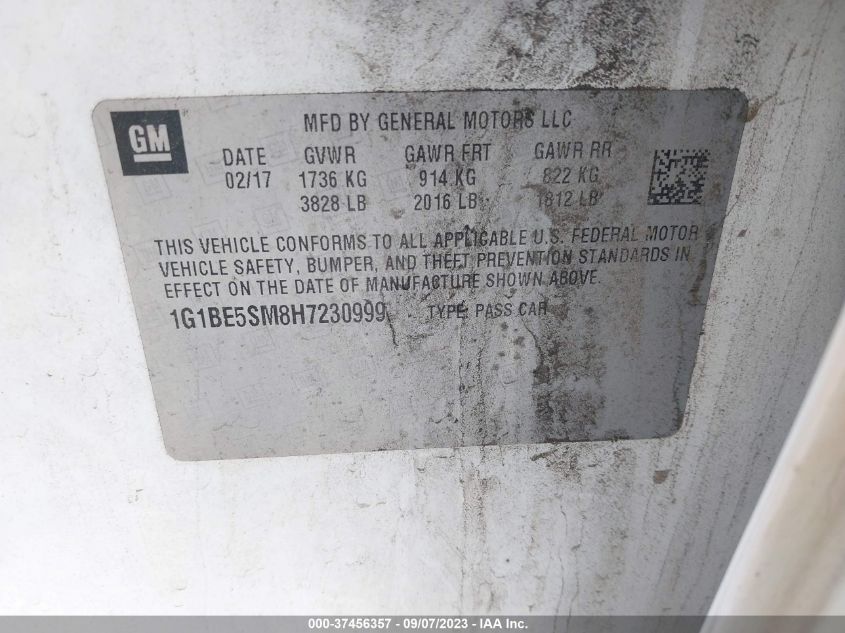 GM
MFD BY GENERAL MOTORS LLC
DATE GVWR GAWR FRT GAWR RR
02/17 1736 KG 914 KG 822 KG
3828 LB 2016 LB 1812 LB
THIS VEHICLE CONFORMS TO ALL APPLICABLE U.S. FEDERAL MOTOR
VEHICLE SAFETY, BUMPER, AND THEFT PREVENTION STANDARDS IN
EFFECT ON THE DATE OF MANUFACTURE SHOWN ABOVE.
1G1BE5SM8H7230999 TYPE: PASS CAR
000-37456357 - 09/07/2023 - IAA Inc.